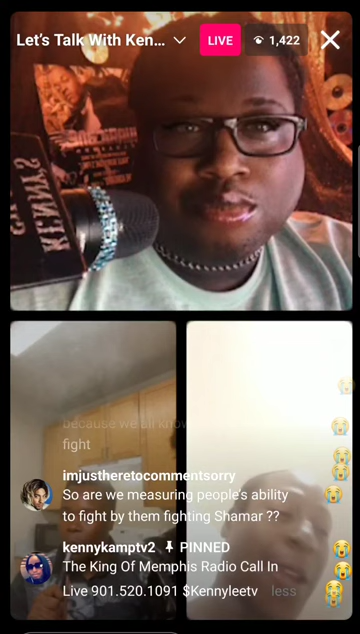 Let's Talk With Ken...
LIVE
1,422
KENNY'S
because we all know
fight
imjustheretocommentsorry
So are we measuring people's ability
to fight by them fighting Shamar ??
kennykamptv2 PINNED
The King Of Memphis Radio Call In
Live 901.520.1091 $Kennyleetv less